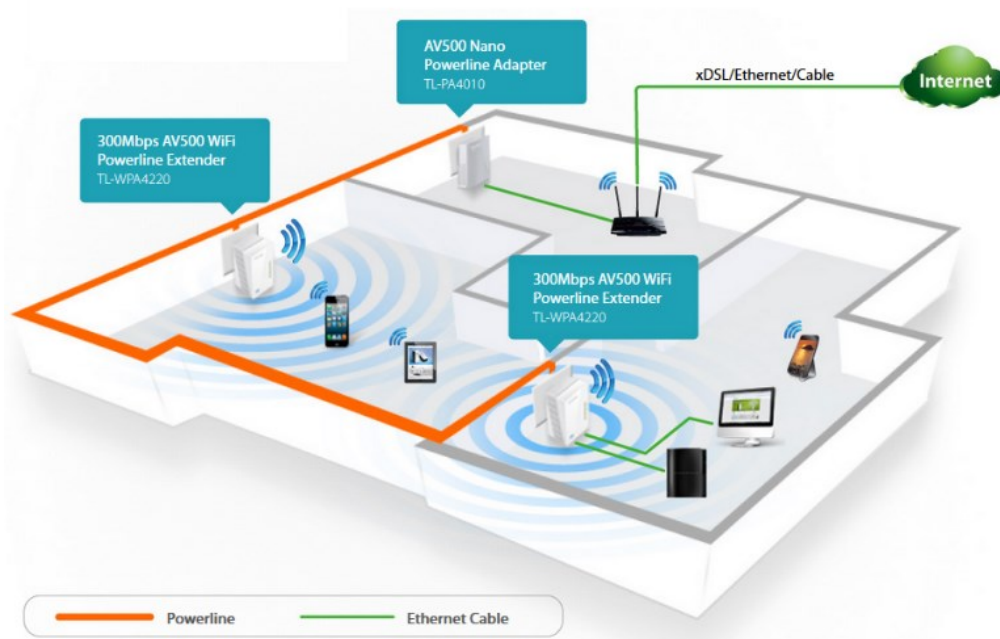 AV500 Nano
Powerline Adapter
TL-PA4010
xDSL/Ethernet/Cable
Internet
300Mbps AV500 WiFi
Powerline Extender
TL-WPA4220
300Mbps AV500 WiFi
Powerline Extender
TL-WPA4220
Powerline
Ethernet Cable